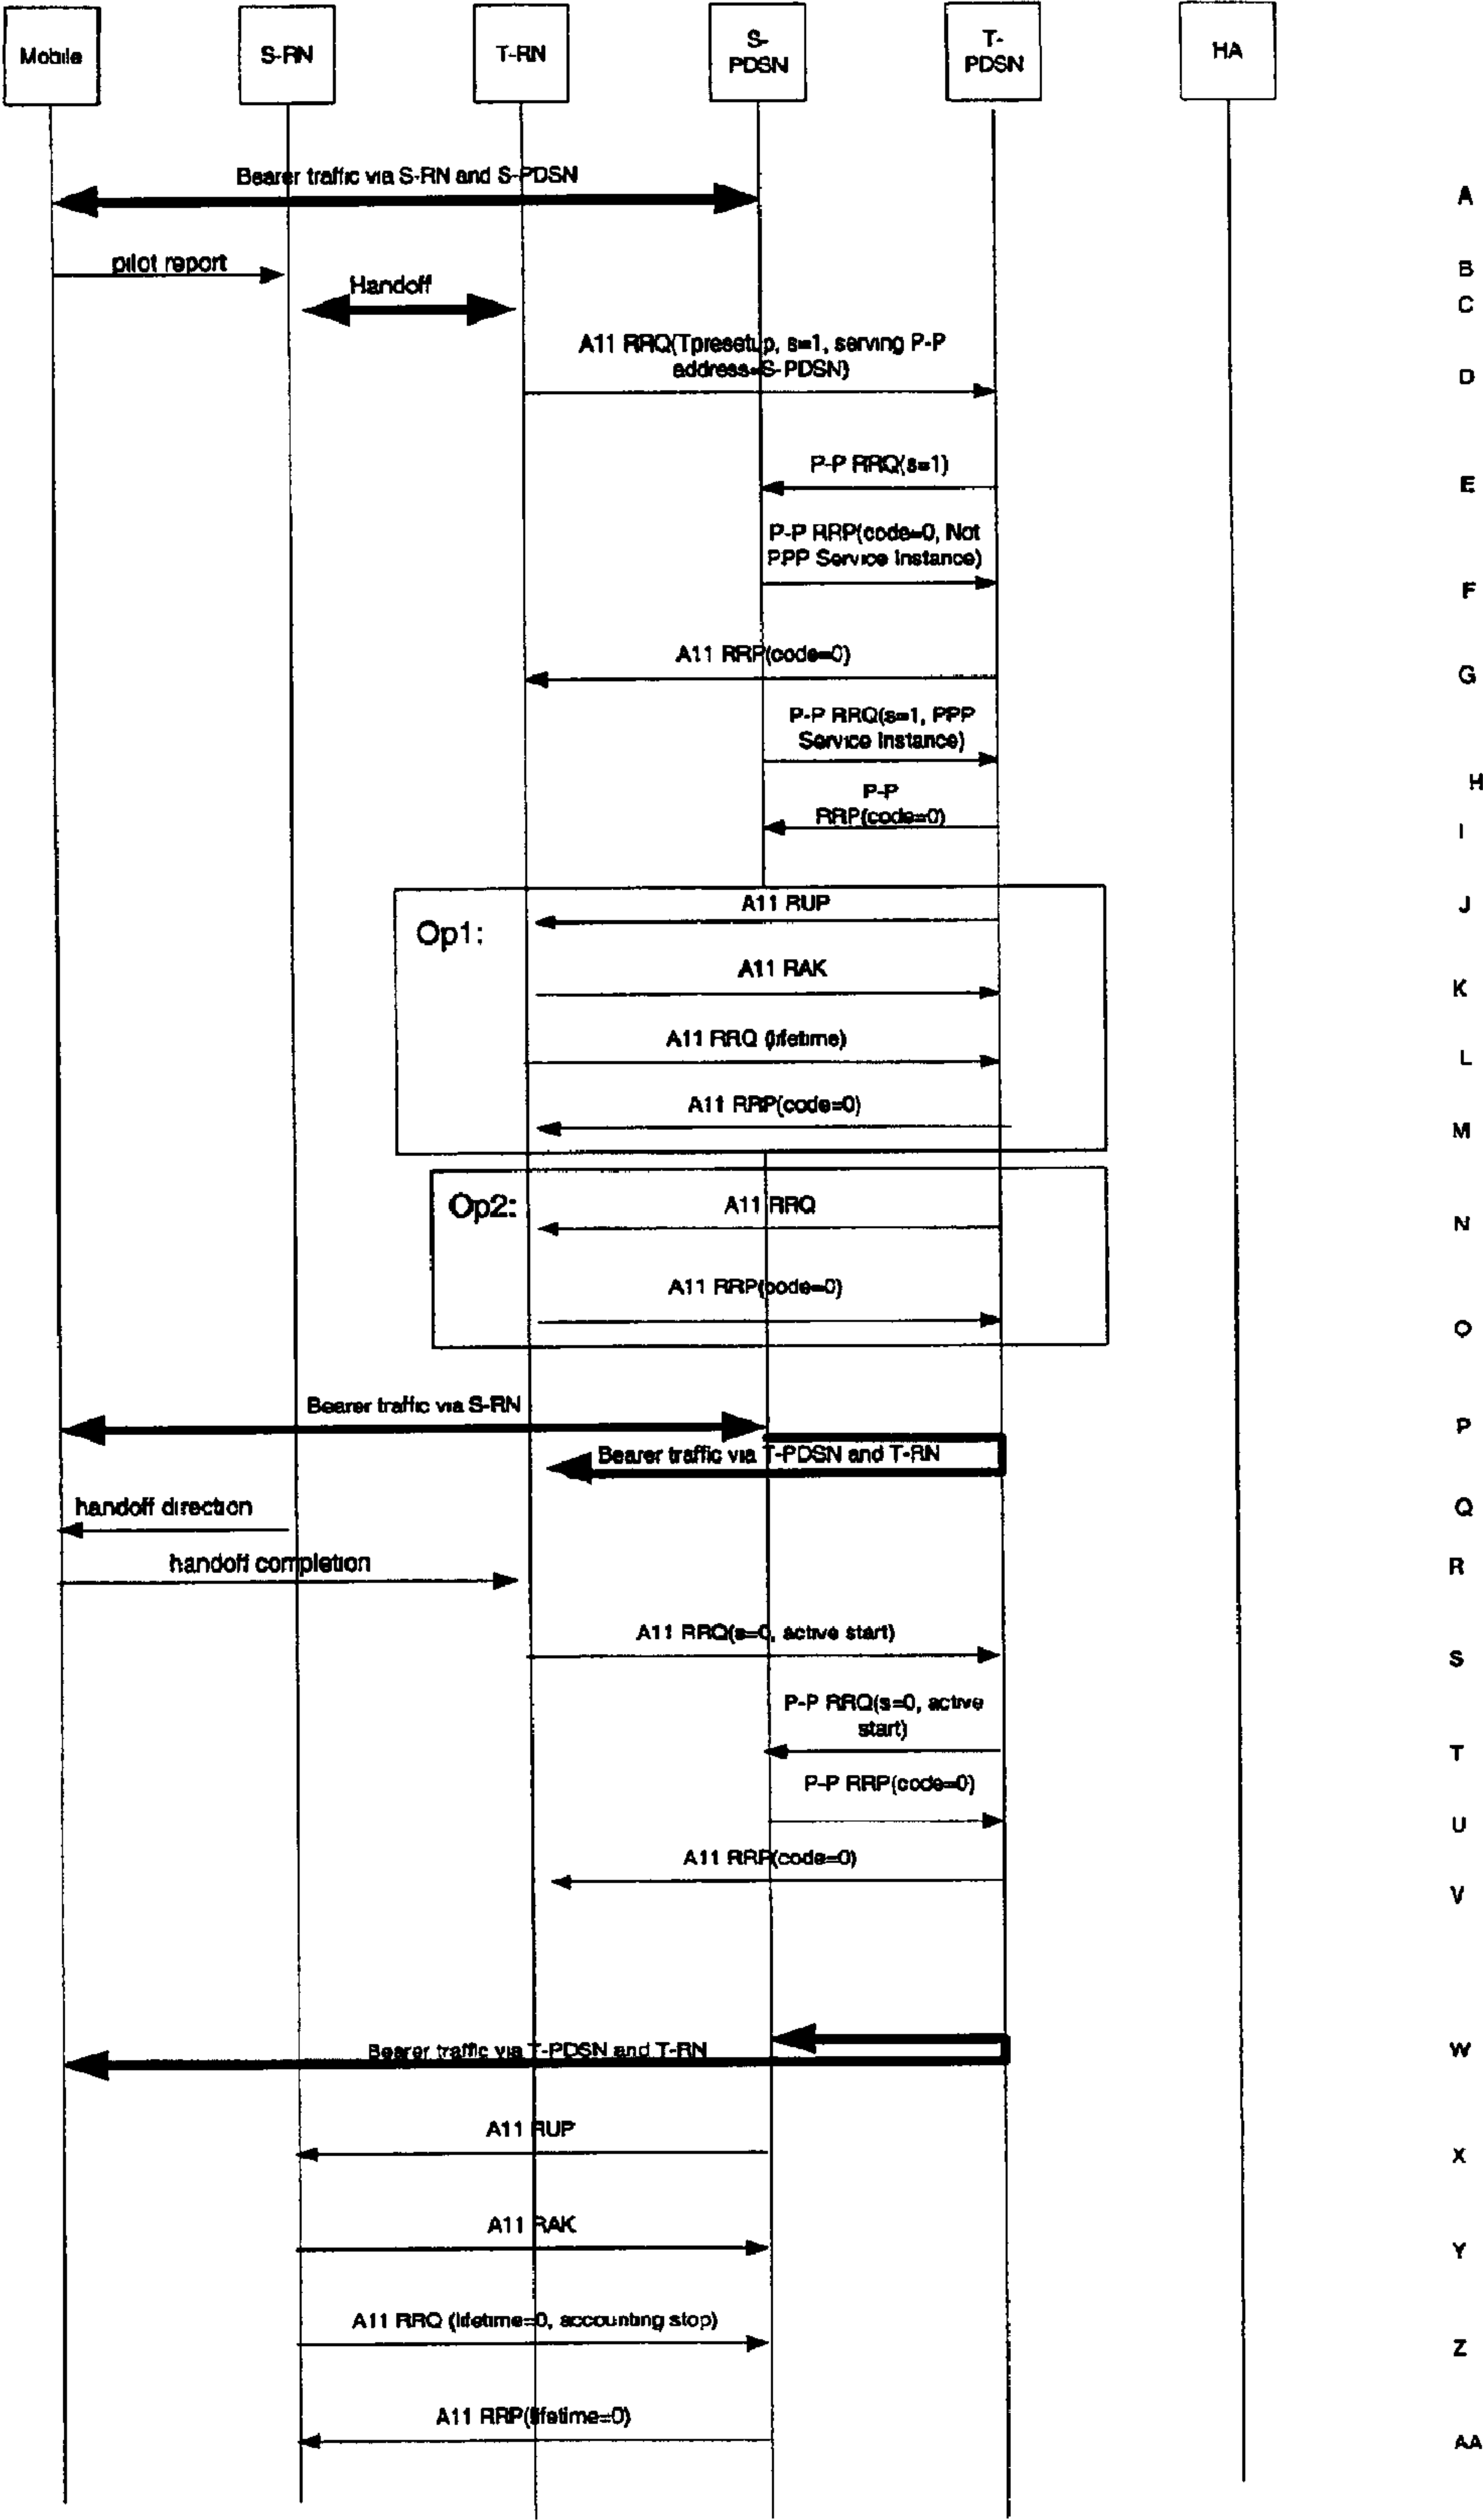 Mobile
S-RN
T-RN
S-
PDSN
T-
PDSN
HA
Bearer traffic via S-RN and S-PDSN
A
pilot report
B
Handoff
C
A11 RRQ(Tpresetup, s=1, serving P-P
address=S-PDSN)
D
P-P RRQ(s=1)
E
P-P RRP(code=0, Not
PPP Service Instance)
F
A11 RRP(code=0)
G
P-P RRQ(s=1, PPP
Service Instance)
H
P-P
RRP(code=0)
I
Op1:
A11 RUP
J
A11 RAK
K
A11 RRQ (lifetime)
L
A11 RRP(code=0)
M
Op2:
A11 RRQ
N
A11 RRP(code=0)
O
Bearer traffic via S-RN
P
Bearer traffic via T-PDSN and T-RN
handoff direction
Q
handoff completion
R
A11 RRQ(s=0, active start)
S
P-P RRQ(s=0, active
start)
T
P-P RRP(code=0)
U
A11 RRP(code=0)
V
Bearer traffic via T-PDSN and T-RN
W
A11 RUP
X
A11 RAK
Y
A11 RRQ (lifetime=0, accounting stop)
Z
A11 RRP(lifetime=0)
AA